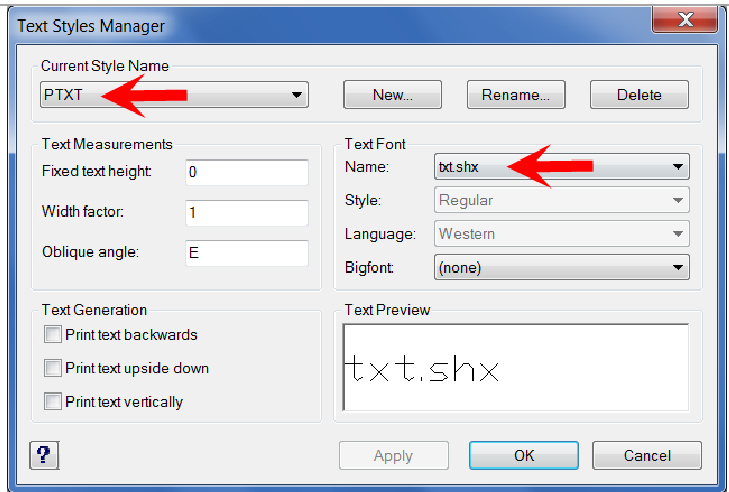 Text Styles Manager
Current Style Name
PTXT
New...
Rename...
Delete
Text Measurements
Fixed text height:
0
Width factor:
1
Oblique angle:
E
Text Font
Name:
txt.shx
Style:
Regular
Language:
Western
Bigfont:
(none)
Text Generation
Print text backwards
Print text upside down
Print text vertically
Text Preview
txt.shx
?
Apply
OK
Cancel